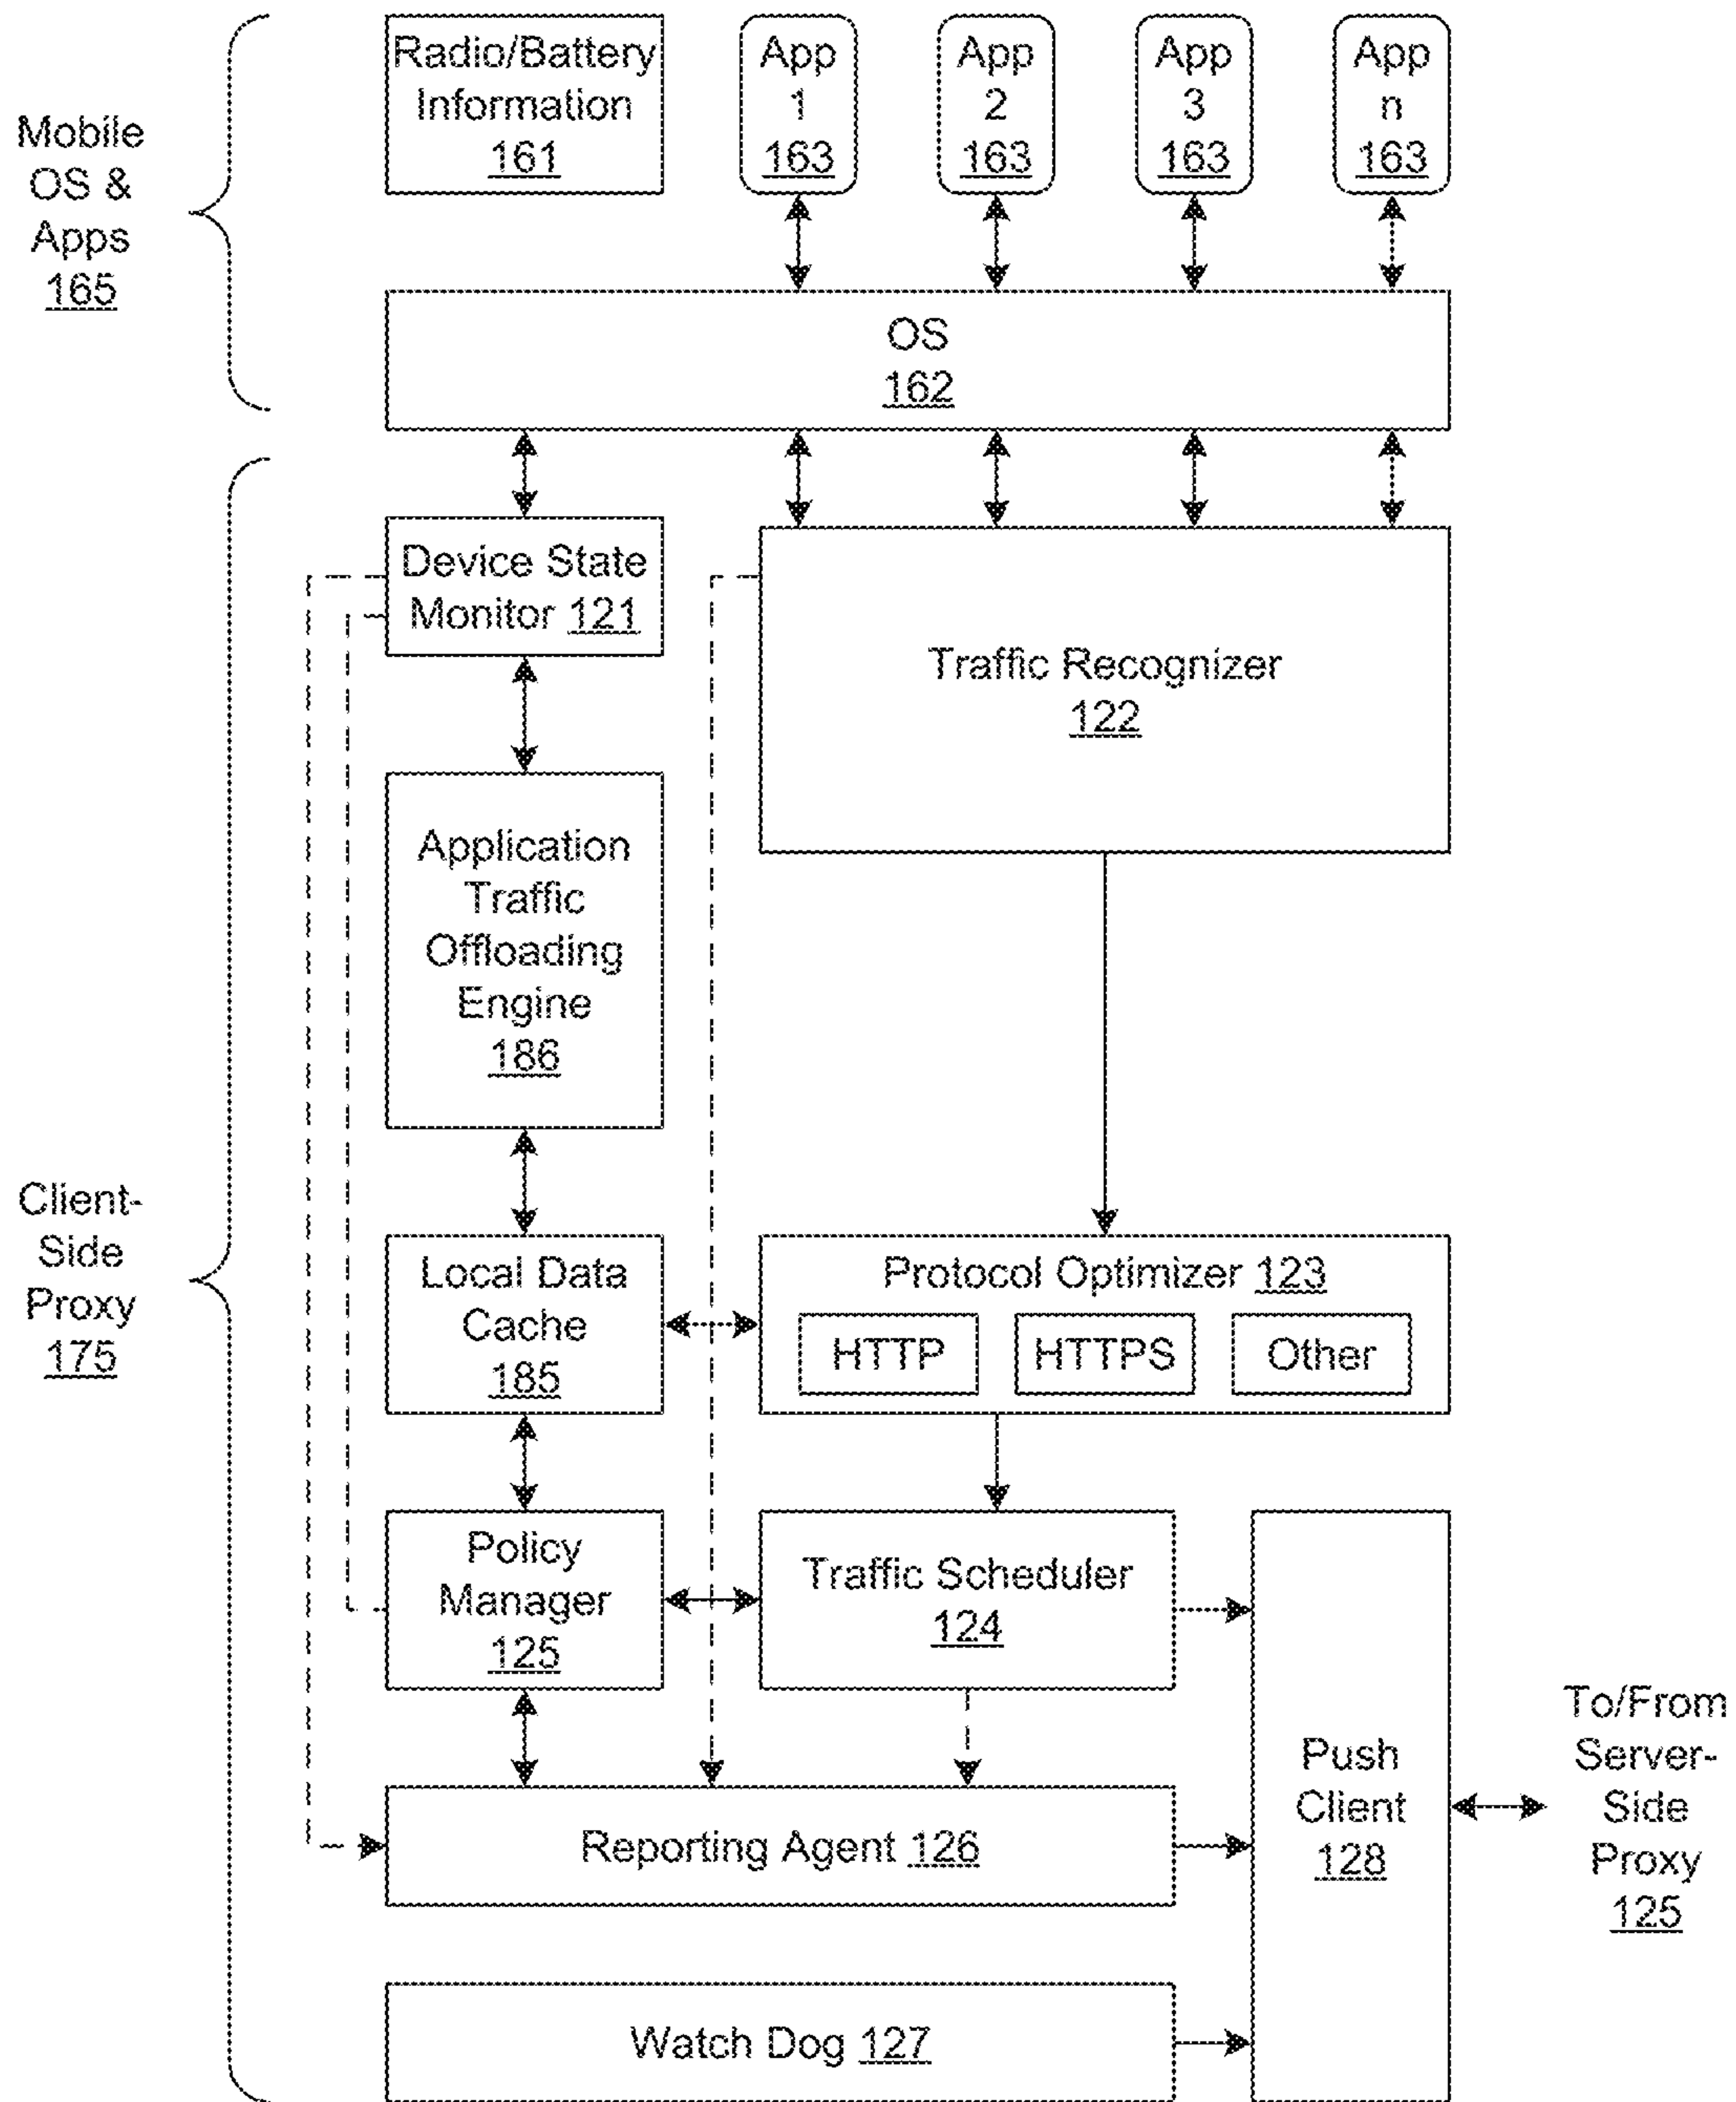 Radio/Battery
Information
161
App
1
163
App
2
163
App
3
163
App
n
163
Mobile
OS &
Apps
165
OS
162
Device State
Monitor 121
Traffic Recognizer
122
Application
Traffic
Offloading
Engine
186
Client-
Side
Proxy
175
Local Data
Cache
185
Protocol Optimizer 123
HTTP
HTTPS
Other
Policy
Manager
125
Traffic Scheduler
124
Push
Client
128
To/From
Server-
Side
Proxy
125
Reporting Agent 126
Watch Dog 127